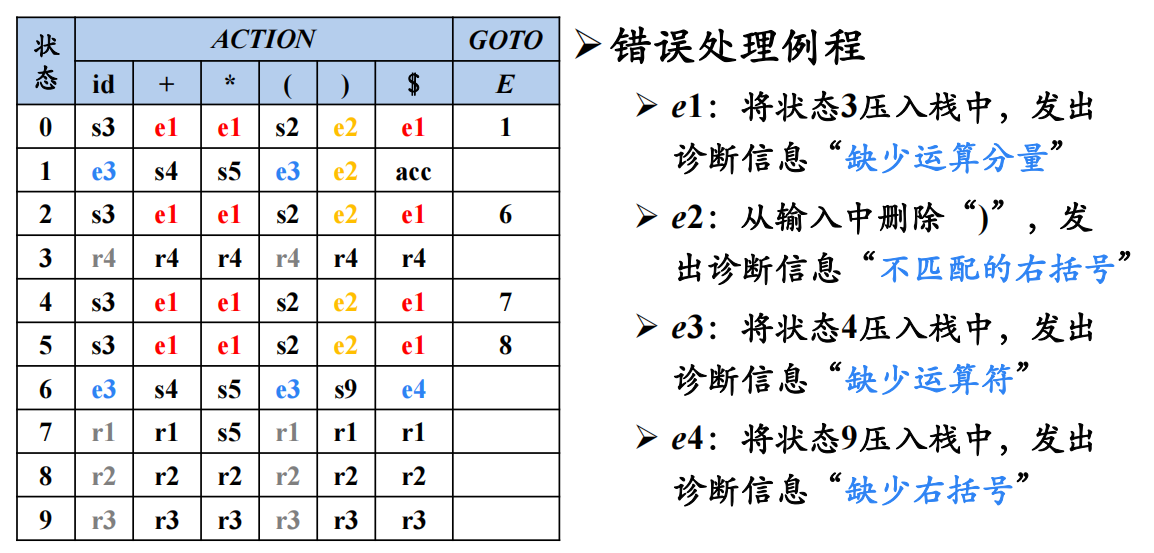 状态 ACTION GOTO
id + * ( ) $ E
0 s3 e1 e1 s2 e2 e1 1
1 e3 s4 s5 e3 e2 acc
2 s3 e1 e1 s2 e2 e1 6
3 r4 r4 r4 r4 r4 r4
4 s3 e1 e1 s2 e2 e1 7
5 s3 e1 e1 s2 e2 e1 8
6 e3 s4 s5 e3 s9 e4
7 r1 r1 s5 r1 r1 r1
8 r2 r2 r2 r2 r2 r2
9 r3 r3 r3 r3 r3 r3
➢错误处理例程
➢ e1：将状态3压入栈中，发出
诊断信息“缺少运算分量”
➢ e2：从输入中删除“)”，发
出诊断信息“不匹配的右括号”
➢ e3：将状态4压入栈中，发出
诊断信息“缺少运算符”
➢ e4：将状态9压入栈中，发出
诊断信息“缺少右括号”